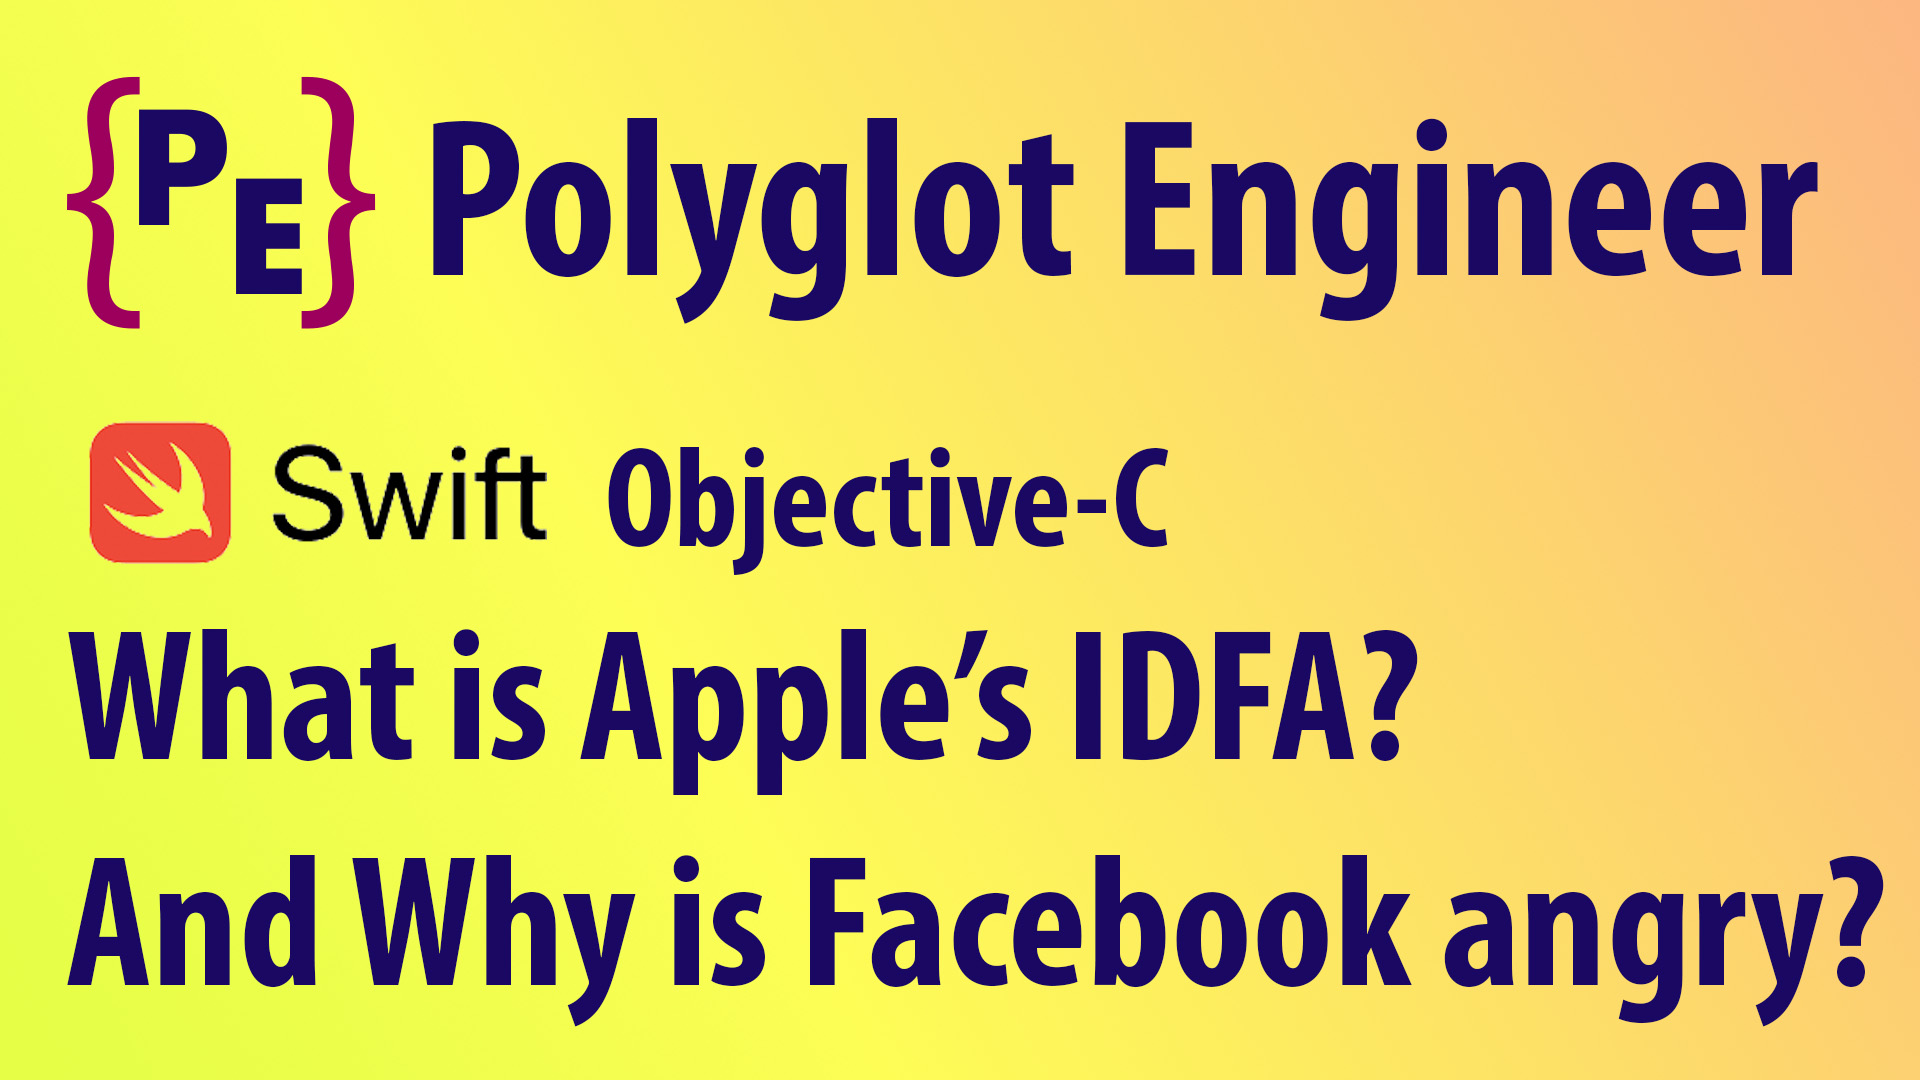 {PE} Polyglot Engineer
Swift Objective-C
What is Apple’s IDFA?
And Why is Facebook angry?